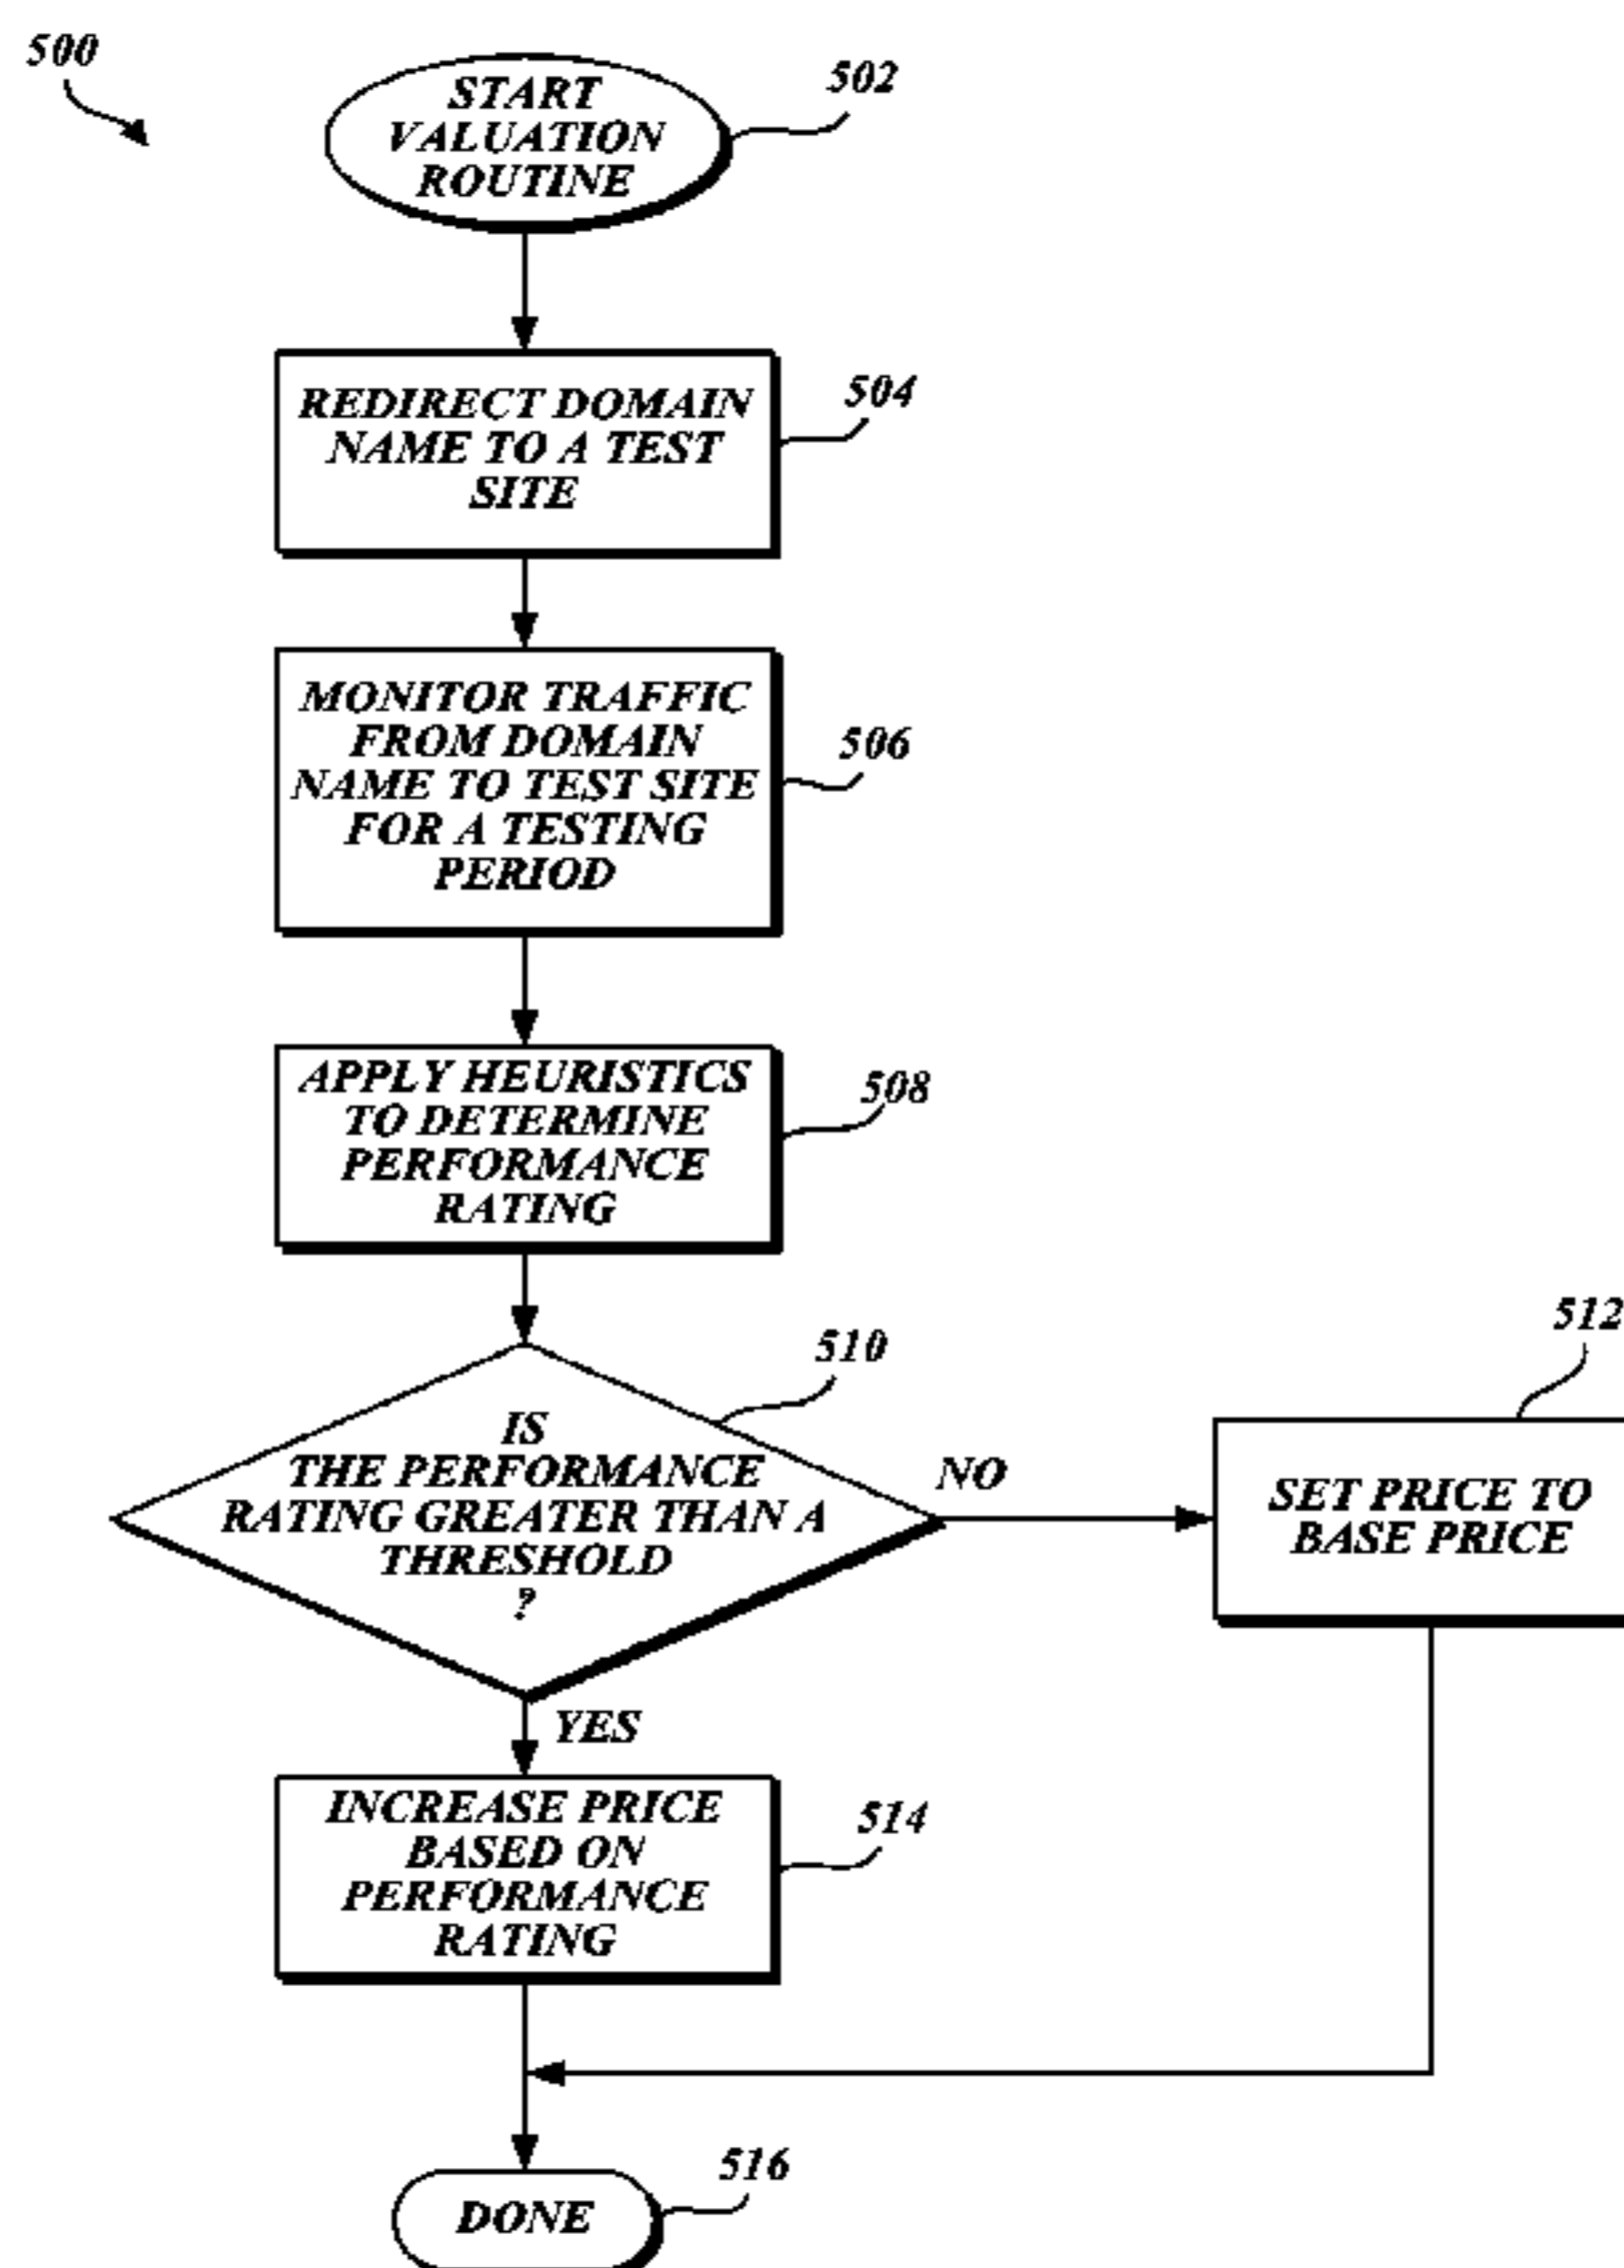 500
502
START
VALUATION
ROUTINE
504
REDIRECT DOMAIN
NAME TO A TEST
SITE
506
MONITOR TRAFFIC
FROM DOMAIN
NAME TO TEST SITE
FOR A TESTING
PERIOD
508
APPLY HEURISTICS
TO DETERMINE
PERFORMANCE
RATING
510
IS
THE PERFORMANCE
RATING GREATER THAN A
THRESHOLD
?
NO
512
SET PRICE TO
BASE PRICE
YES
514
INCREASE PRICE
BASED ON
PERFORMANCE
RATING
516
DONE